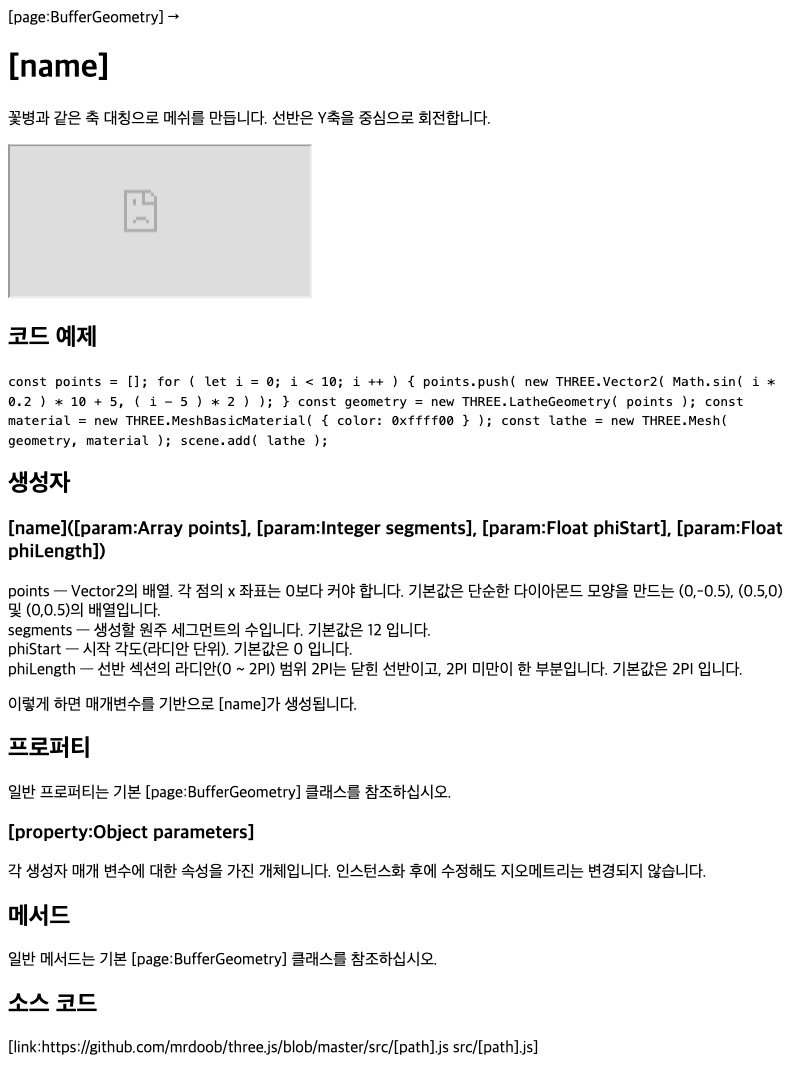 [page:BufferGeometry] →
[name]
꽃병과 같은 축 대칭으로 메쉬를 만듭니다. 선반은 Y축을 중심으로 회전합니다.
코드 예제
const points = []; for ( let i = 0; i < 10; i ++ ) { points.push( new THREE.Vector2( Math.sin( i *
0.2 ) * 10 + 5, ( i - 5 ) * 2 ) ); } const geometry = new THREE.LatheGeometry( points ); const
material = new THREE.MeshBasicMaterial( { color: 0xffff00 } ); const lathe = new THREE.Mesh(
geometry, material ); scene.add( lathe );
생성자
[name]([param:Array points], [param:Integer segments], [param:Float phiStart], [param:Float
phiLength])
points — Vector2의 배열. 각 점의 x 좌표는 0보다 커야 합니다. 기본값은 단순한 다이아몬드 모양을 만드는 (0,-0.5), (0.5,0)
및 (0,0.5)의 배열입니다.
segments — 생성할 원주 세그먼트의 수입니다. 기본값은 12 입니다.
phiStart — 시작 각도(라디안 단위). 기본값은 0 입니다.
phiLength — 선반 섹션의 라디안(0 ~ 2PI) 범위 2PI는 닫힌 선반이고, 2PI 미만이 한 부분입니다. 기본값은 2PI 입니다.
이렇게 하면 매개변수를 기반으로 [name]가 생성됩니다.
프로퍼티
일반 프로퍼티는 기본 [page:BufferGeometry] 클래스를 참조하십시오.
[property:Object parameters]
각 생성자 매개 변수에 대한 속성을 가진 개체입니다. 인스턴스화 후에 수정해도 지오메트리는 변경되지 않습니다.
메서드
일반 메서드는 기본 [page:BufferGeometry] 클래스를 참조하십시오.
소스 코드
[link:https://github.com/mrdoob/three.js/blob/master/src/[path].js src/[path].js]